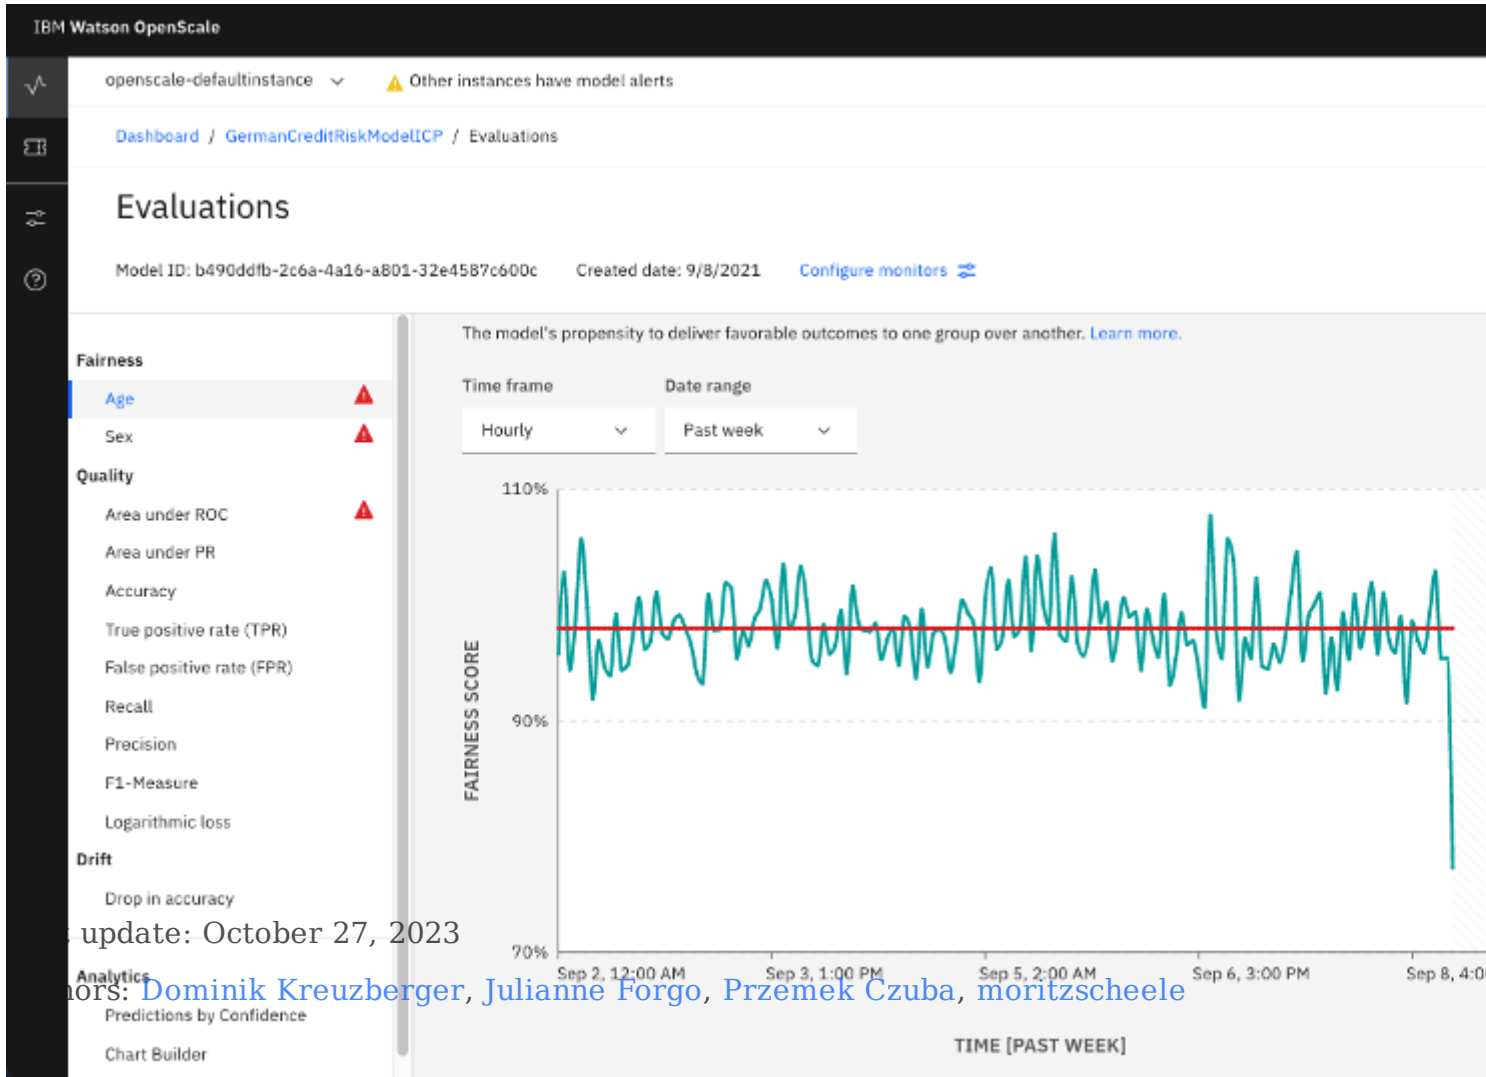 IBM Watson OpenScale
openscale-defaultinstance
Other instances have model alerts
Dashboard / GermanCreditRiskModelICP / Evaluations
Evaluations
Model ID: b490ddfb-2c6a-4a16-a801-32e4587c600c
Created date: 9/8/2021
Configure monitors
Fairness
Age
Sex
Quality
Area under ROC
Area under PR
Accuracy
True positive rate (TPR)
False positive rate (FPR)
Recall
Precision
F1-Measure
Logarithmic loss
Drift
Drop in accuracy
Analytics
Predictions by Confidence
Chart Builder
The model's propensity to deliver favorable outcomes to one group over another. Learn more.
Time frame
Date range
Hourly
Past week
110%
90%
70%
FAIRNESS SCORE
Sep 2, 12:00 AM
Sep 3, 1:00 PM
Sep 5, 2:00 AM
Sep 6, 3:00 PM
Sep 8, 4:0
TIME [PAST WEEK]
update: October 27, 2023
Dominik Kreuzberger, Julianne Forgo, Przemek Czuba, moritzscheele